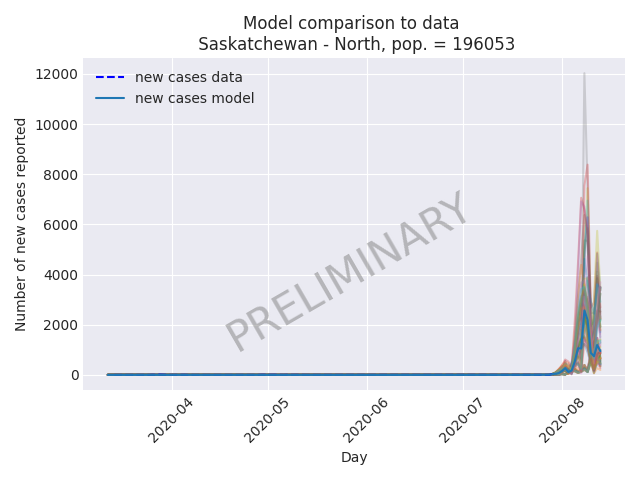 Model comparison to data
Saskatchewan - North, pop. = 196053
new cases data
new cases model
12000
10000
8000
6000
4000
2000
0
Number of new cases reported
PRELIMINARY
2020-04
2020-05
2020-06
2020-07
2020-08
Day